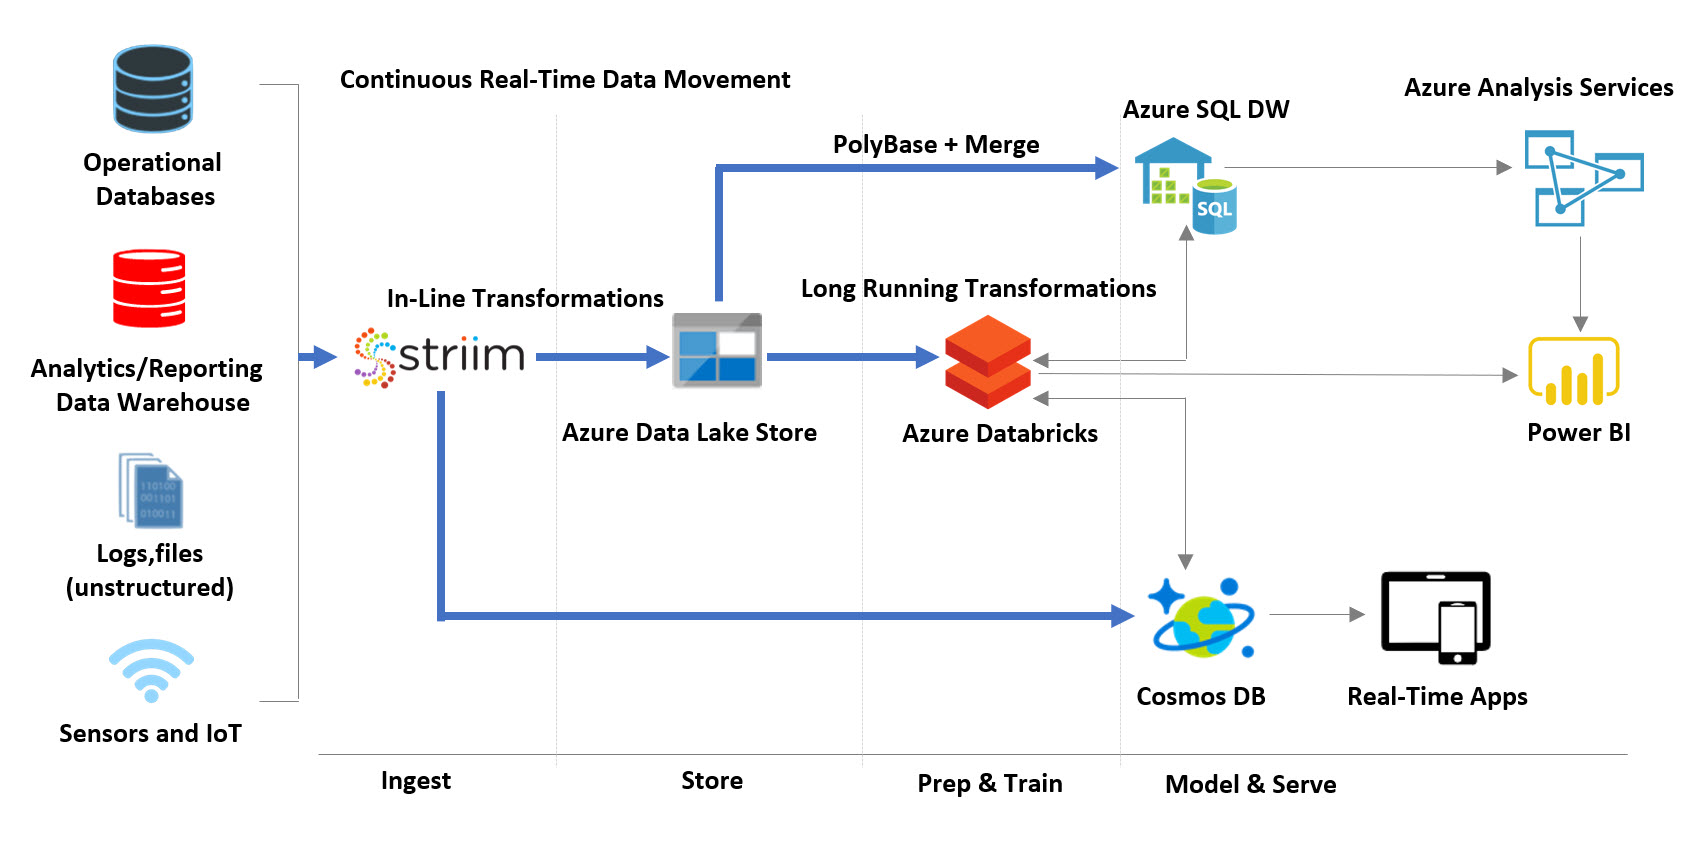 Continuous Real-Time Data Movement
Azure Analysis Services
Azure SQL DW
PolyBase + Merge
Operational
Databases
SQL
In-Line Transformations
Long Running Transformations
striim
Analytics/Reporting
Data Warehouse
Azure Data Lake Store
Azure Databricks
Power BI
110100
001101
010011
Logs,files
(unstructured)
Sensors and IoT
Cosmos DB
Real-Time Apps
Ingest
Store
Prep & Train
Model & Serve